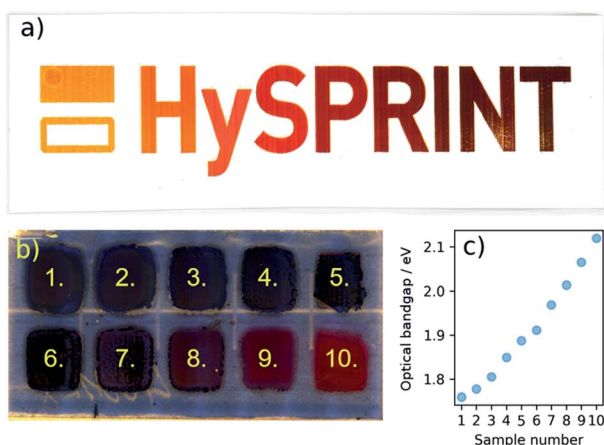 a)
HySPRINT
b)
1. 2. 3. 4. 5.
6. 7. 8. 9. 10.
c)
Optical bandgap / eV
2.1
2.0
1.9
1.8
1 2 3 4 5 6 7 8 9 10
Sample number